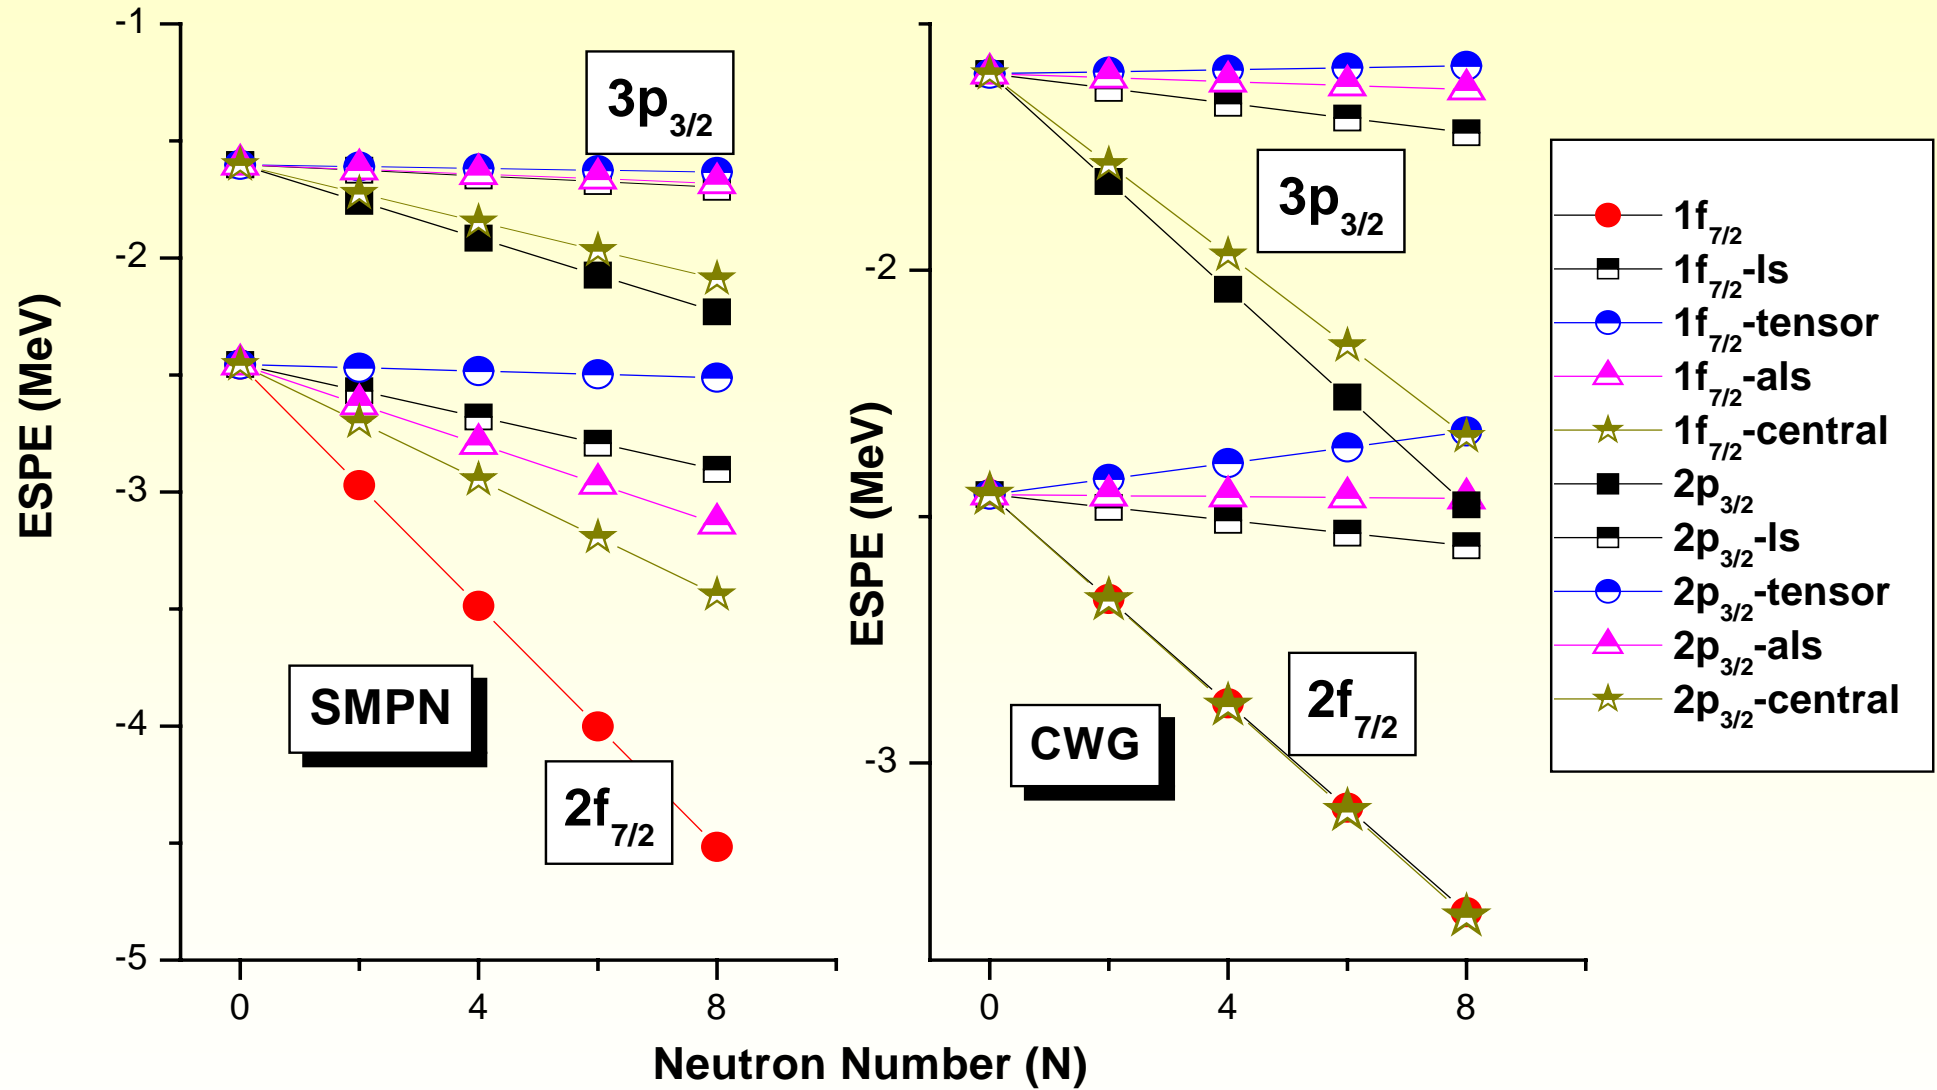 -1
-2
-3
-4
-5
ESPE (MeV)
3p3/2
SMPN
2f7/2
0
4
8
-2
-3
ESPE (MeV)
3p3/2
2f7/2
CWG
0
4
8
Neutron Number (N)
1f7/2
1f7/2-ls
1f7/2-tensor
1f7/2-als
1f7/2-central
2p3/2
2p3/2-ls
2p3/2-tensor
2p3/2-als
2p3/2-central